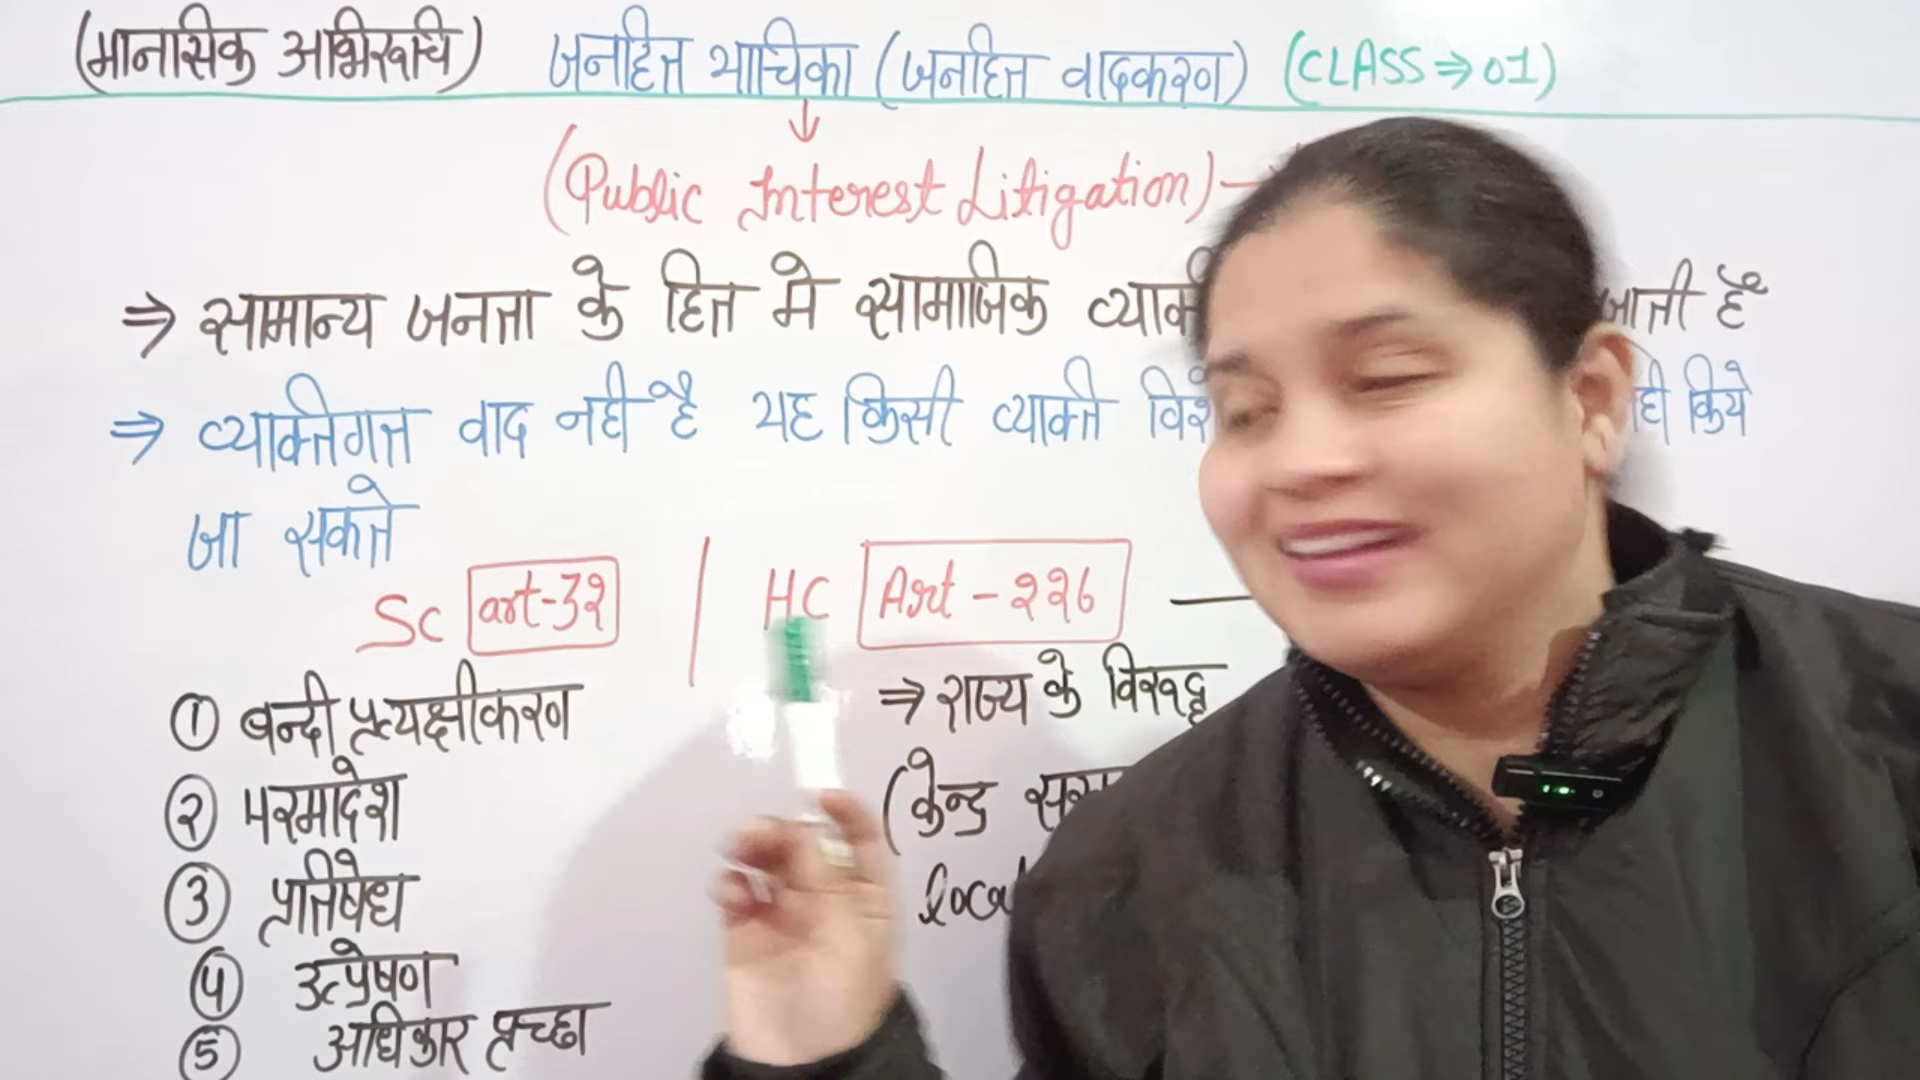 (मानसिक अभिरूचि) जनहित याचिका (जनहित वादकरण) (CLASS⇒01)
↓
(Public Interest Litigation)→
⇒ सामान्य जनता के हित मे सामाजिक जाती है
⇒ व्यक्तिगत वाद नही है यह किसी व्यक्ति किये
जा सकते
SC art-32 | HC Art-226 —
① बन्दी प्रत्यक्षीकरण ⇒ राज्य के विरूद्ध
② परमादेश (केन्द्र
③ प्रतिषेध
④ उत्प्रेषण
⑤ अधिकार प्रच्छा